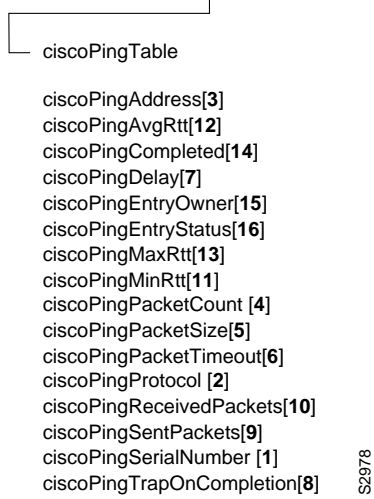 ciscoPingTable
ciscoPingAddress[3]
ciscoPingAvgRtt[12]
ciscoPingCompleted[14]
ciscoPingDelay[7]
ciscoPingEntryOwner[15]
ciscoPingEntryStatus[16]
ciscoPingMaxRtt[13]
ciscoPingMinRtt[11]
ciscoPingPacketCount [4]
ciscoPingPacketSize[5]
ciscoPingPacketTimeout[6]
ciscoPingProtocol [2]
ciscoPingReceivedPackets[10]
ciscoPingSentPackets[9]
ciscoPingSerialNumber [1]
ciscoPingTrapOnCompletion[8]
S2978